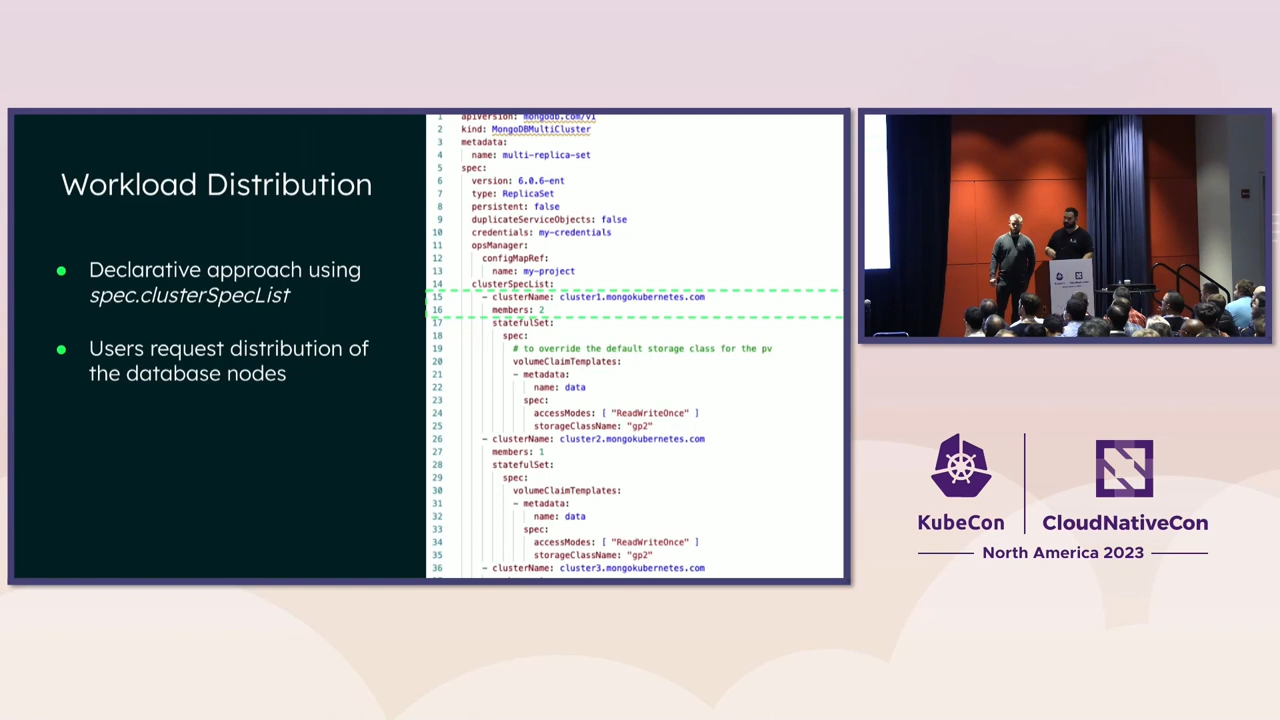 Workload Distribution
Declarative approach using
spec.clusterSpecList
Users request distribution of
the database nodes
1 apiVersion: mongodb.com/v1
2 kind: MongoDBMultiCluster
3 metadata:
4 name: multi-replica-set
5 spec:
6 version: 6.0.6-ent
7 type: ReplicaSet
8 persistent: false
9 duplicateServiceObjects: false
10 credentials: my-credentials
11 opsManager:
12 configMapRef:
13 name: my-project
14 clusterSpecList:
15 - clusterName: cluster1.mongokubernetes.com
16 members: 2
17 statefulSet:
18 spec:
19 # to override the default storage class for the pv
20 volumeClaimTemplates:
21 - metadata:
22 name: data
23 spec:
24 accessModes: [ "ReadWriteOnce" ]
25 storageClassName: "gp2"
26 - clusterName: cluster2.mongokubernetes.com
27 members: 1
28 statefulSet:
29 spec:
30 volumeClaimTemplates:
31 - metadata:
32 name: data
33 spec:
34 accessModes: [ "ReadWriteOnce" ]
35 storageClassName: "gp2"
36 - clusterName: cluster3.mongokubernetes.com
KubeCon
CloudNativeCon
North America 2023